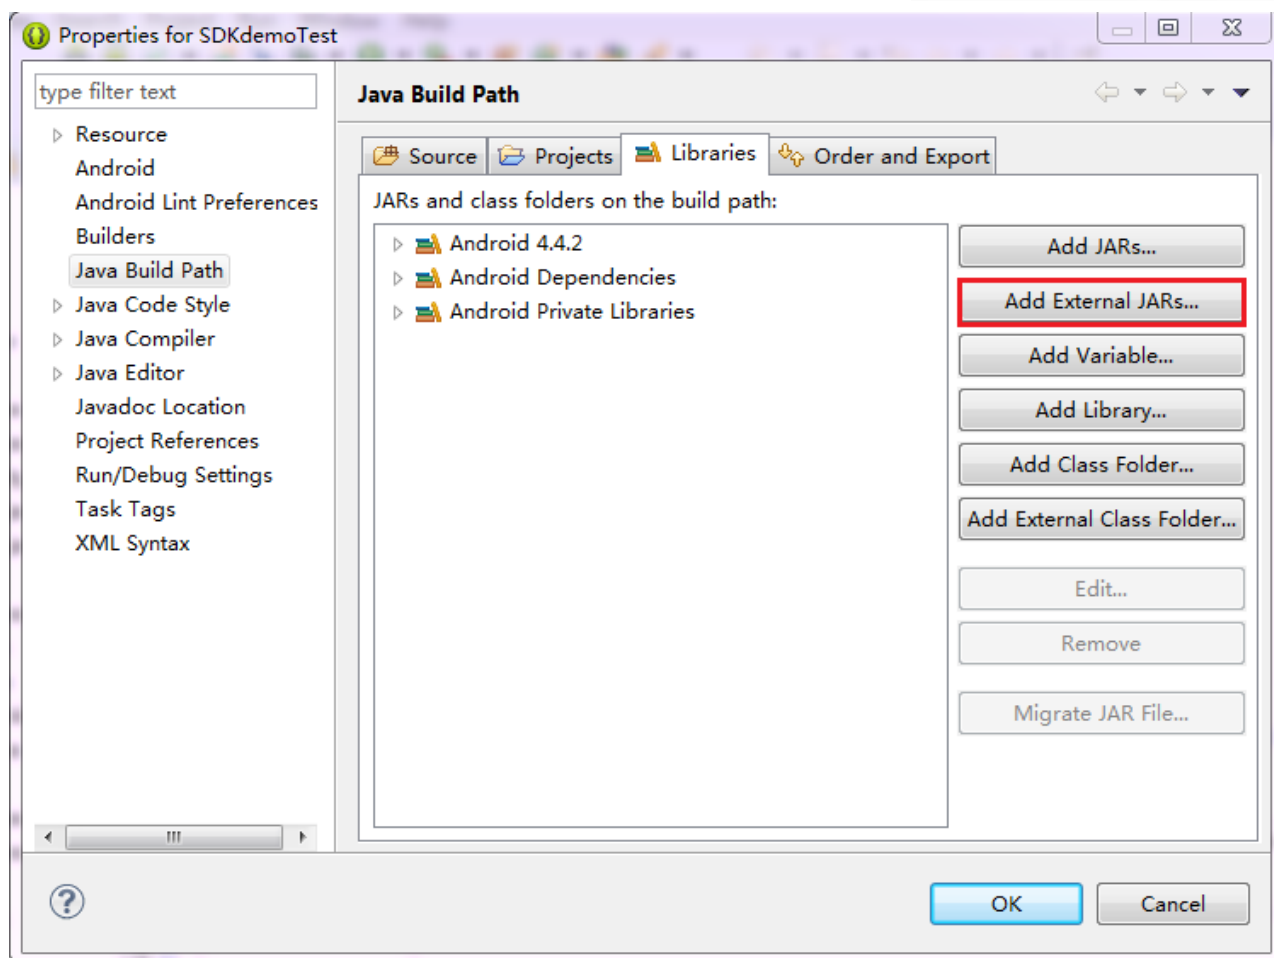 Properties for SDKdemoTest
type filter text
Resource
Android
Android Lint Preferences
Builders
Java Build Path
Java Code Style
Java Compiler
Java Editor
Javadoc Location
Project References
Run/Debug Settings
Task Tags
XML Syntax
Java Build Path
Source Projects Libraries Order and Export
JARs and class folders on the build path:
Android 4.4.2
Android Dependencies
Android Private Libraries
Add JARs...
Add External JARs...
Add Variable...
Add Library...
Add Class Folder...
Add External Class Folder...
Edit...
Remove
Migrate JAR File...
OK Cancel